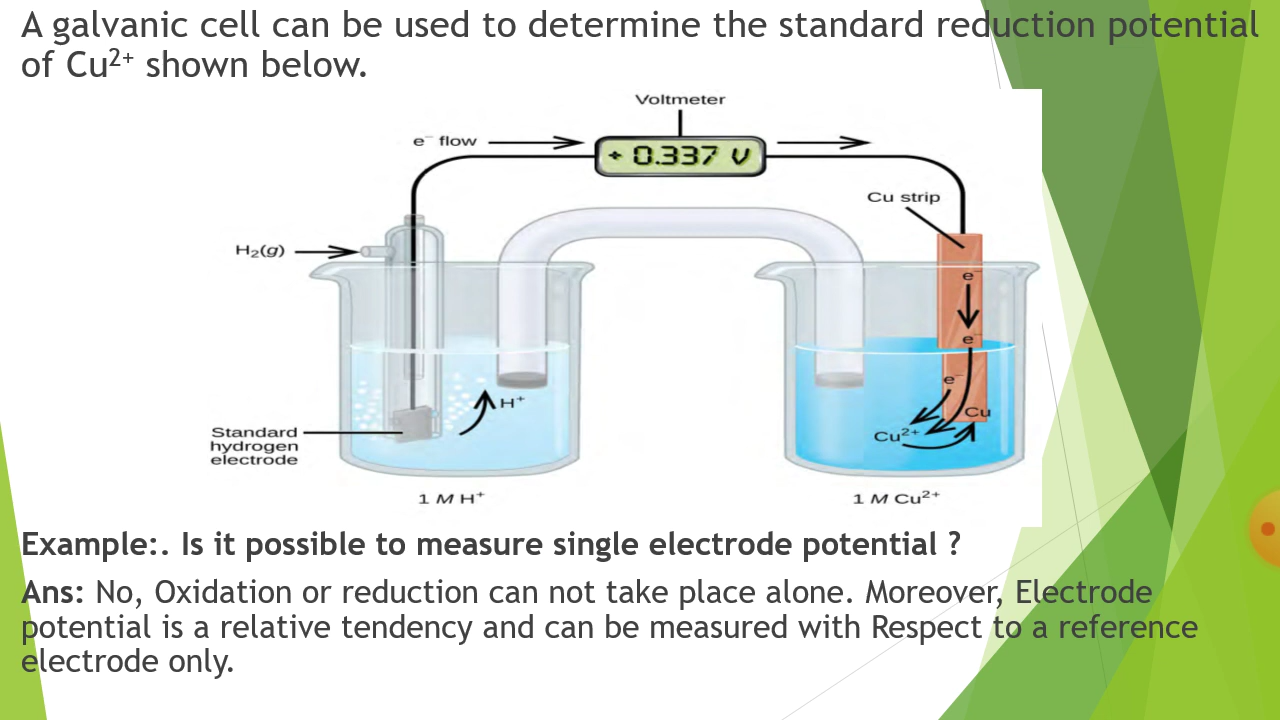 A galvanic cell can be used to determine the standard reduction potential
of Cu²⁺ shown below.
Voltmeter
e⁻ flow
+ 0.337 V
Cu strip
H₂(g)
e⁻
e⁻
e⁻
H⁺
Cu
Cu²⁺
Standard
hydrogen
electrode
1 M H⁺
1 M Cu²⁺
Example:. Is it possible to measure single electrode potential ?
Ans: No, Oxidation or reduction can not take place alone. Moreover, Electrode
potential is a relative tendency and can be measured with Respect to a reference
electrode only.